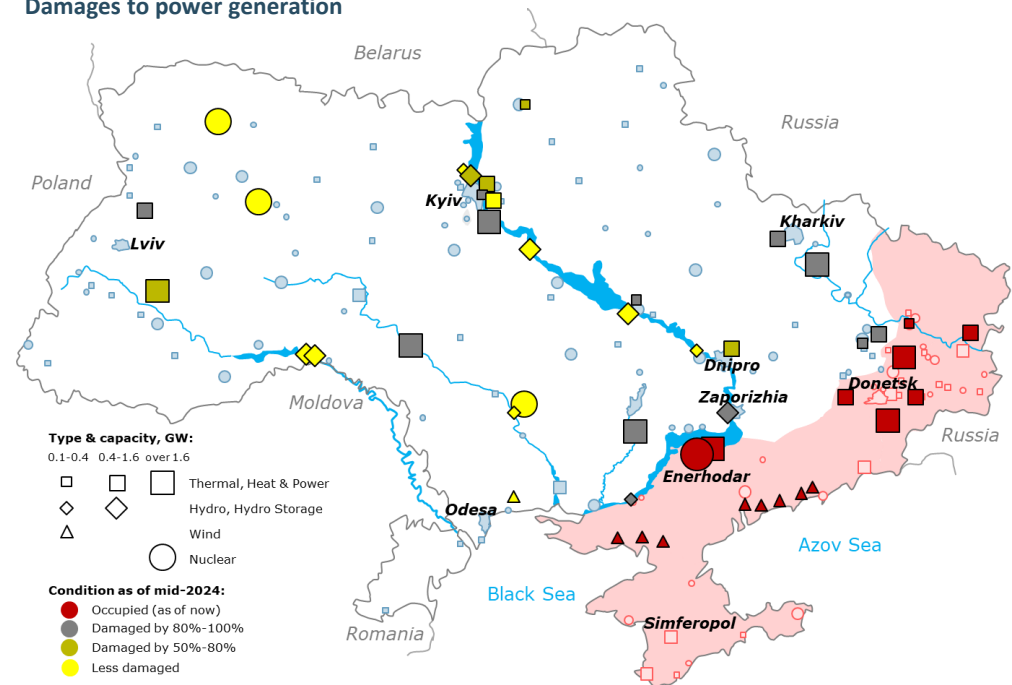 Damages to power generation
Belarus
Russia
Poland
Kyiv
Kharkiv
Lviv
Dnipro
Donetsk
Zaporizhia
Moldova
Russia
Enerhodar
Odesa
Azov Sea
Black Sea
Simferopol
Romania
Type & capacity, GW:
0.1-0.4 0.4-1.6 over 1.6
Thermal, Heat & Power
Hydro, Hydro Storage
Wind
Nuclear
Condition as of mid-2024:
Occupied (as of now)
Damaged by 80%-100%
Damaged by 50%-80%
Less damaged